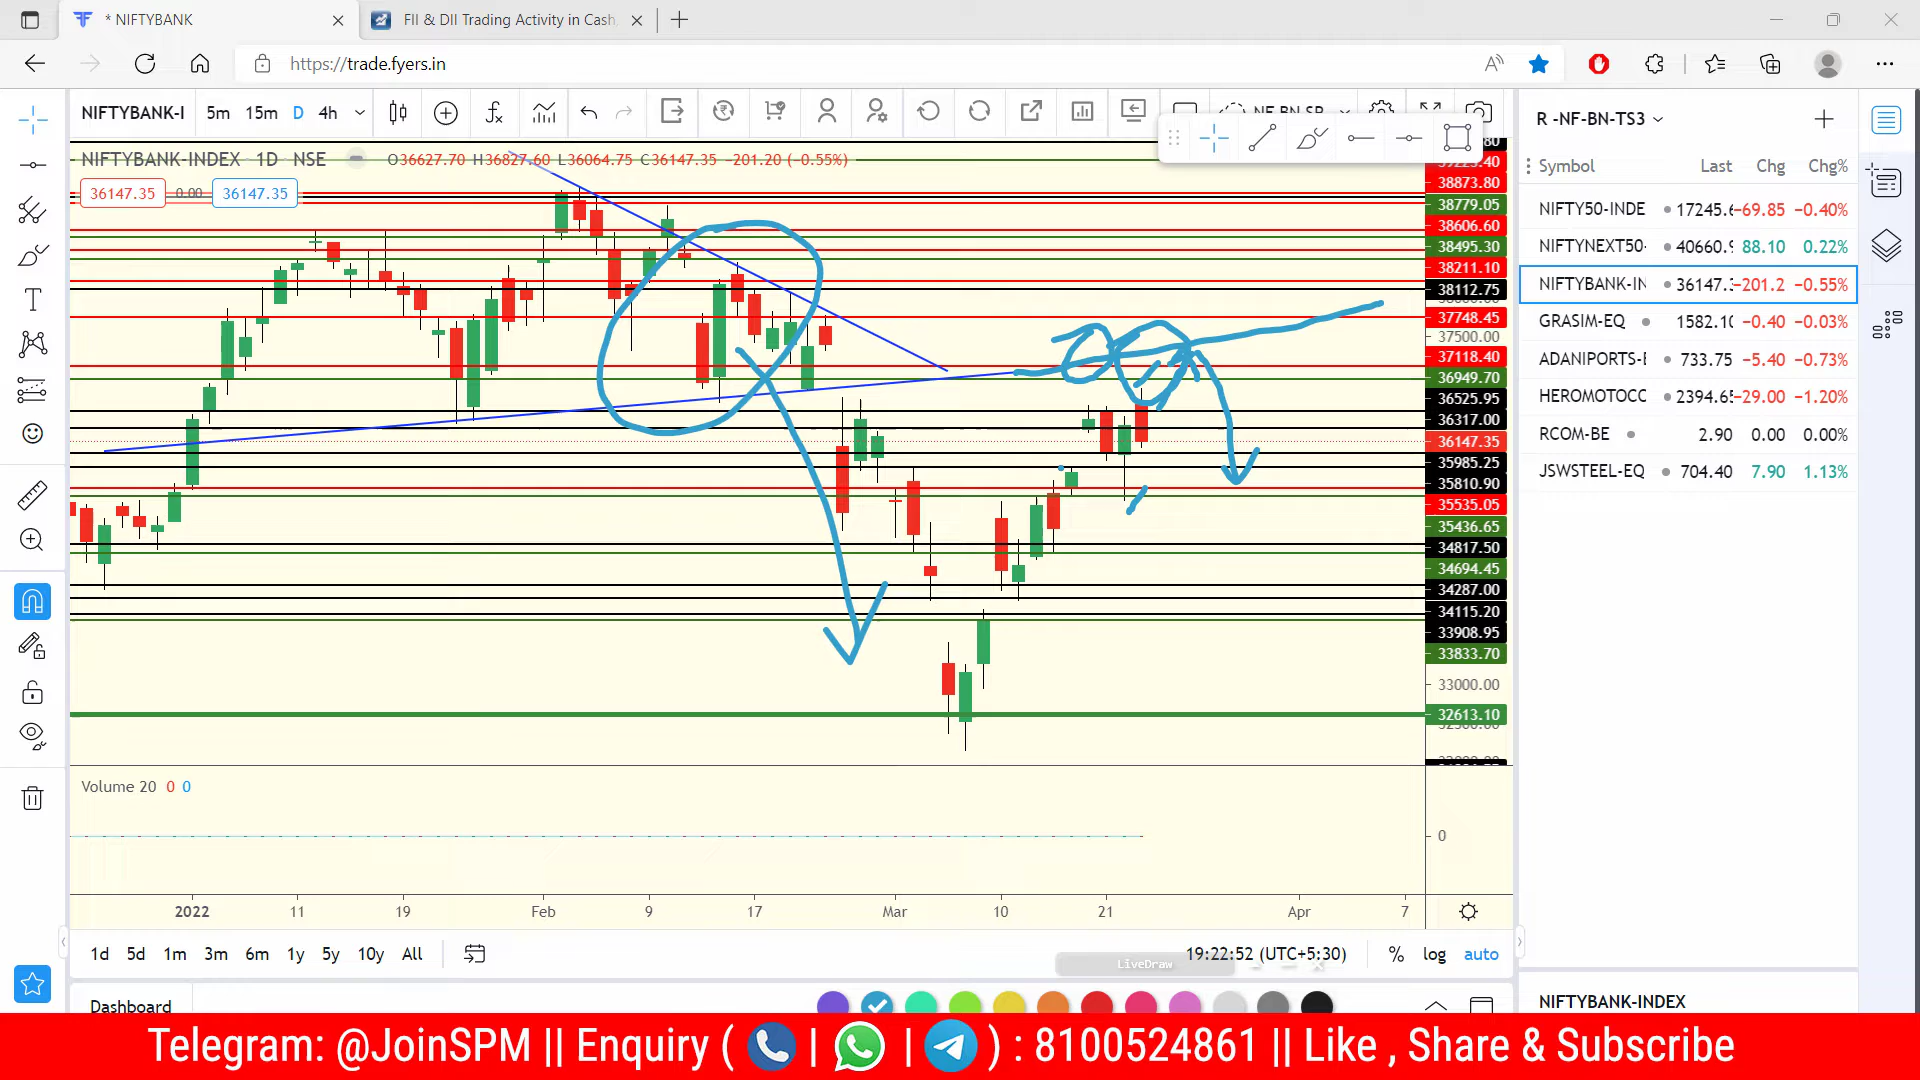 * NIFTYBANK
FII & DII Trading Activity in Cash,
https://trade.fyers.in
NIFTYBANK-I 5m 15m D 4h
R -NF-BN-TS3
NIFTYBANK-INDEX 1D NSE O36627.70 H36827.60 L36064.75 C36147.35 −201.20 (−0.55%)
36147.35 0.00 36147.35
Symbol Last Chg Chg%
NIFTY50-INDE 17245.6 −69.85 −0.40%
NIFTYNEXT50- 40660.9 88.10 0.22%
NIFTYBANK-IN 36147.3 −201.2 −0.55%
GRASIM-EQ 1582.10 −0.40 −0.03%
ADANIPORTS-E 733.75 −5.40 −0.73%
HEROMOTOCC 2394.65 −29.00 −1.20%
RCOM-BE 2.90 0.00 0.00%
JSWSTEEL-EQ 704.40 7.90 1.13%
38873.80
38779.05
38606.60
38495.30
38211.10
38112.75
37748.45
37500.00
37118.40
36949.70
36525.95
36317.00
36147.35
35985.25
35810.90
35535.05
35436.65
34817.50
34694.45
34287.00
34115.20
33908.95
33833.70
33000.00
32613.10
Volume 20 0 0
0
2022 11 19 Feb 9 17 Mar 10 21 Apr 7
1d 5d 1m 3m 6m 1y 5y 10y All
19:22:52 (UTC+5:30) % log auto
LiveDraw
Dashboard
NIFTYBANK-INDEX
Telegram: @JoinSPM || Enquiry ( | | ) : 8100524861 || Like , Share & Subscribe